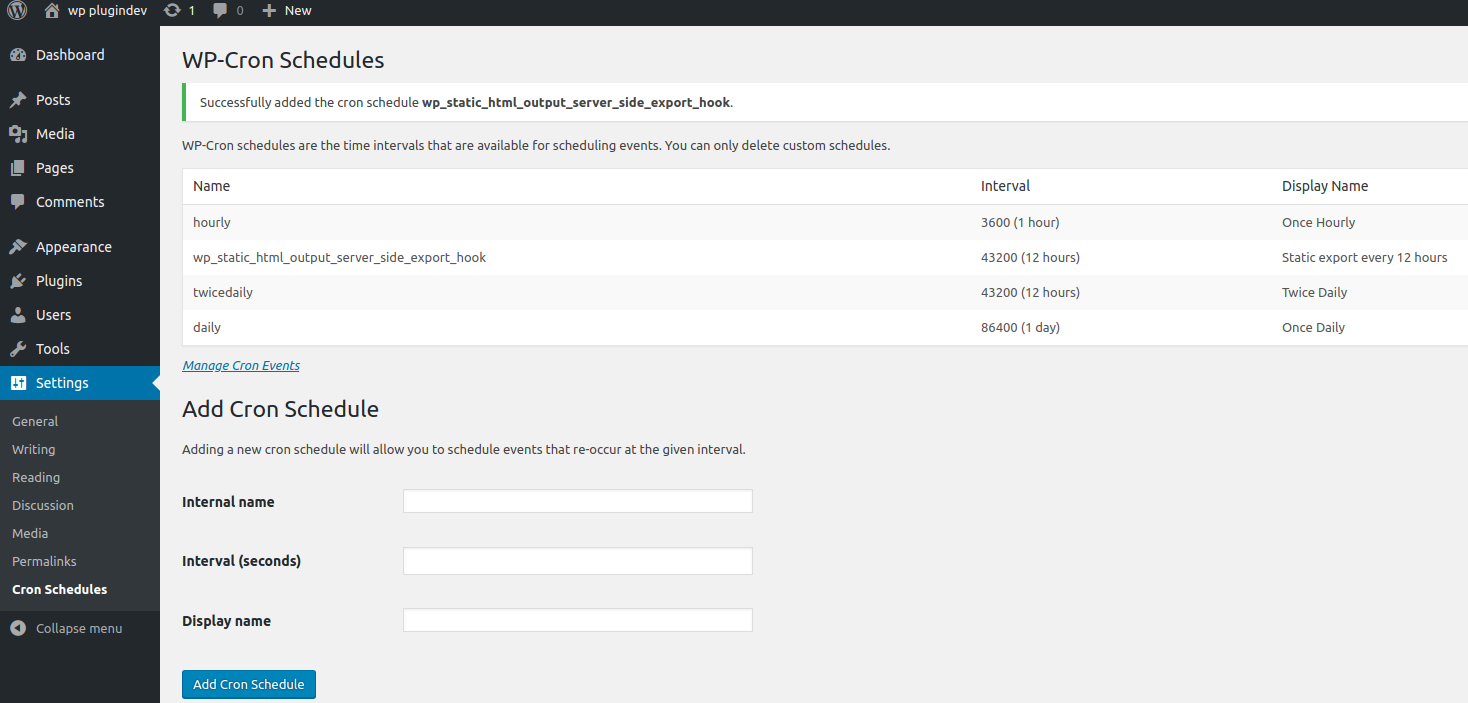 wp plugindev 1 0 New
Dashboard
Posts
Media
Pages
Comments
Appearance
Plugins
Users
Tools
Settings
General
Writing
Reading
Discussion
Media
Permalinks
Cron Schedules
Collapse menu
WP-Cron Schedules
Successfully added the cron schedule wp_static_html_output_server_side_export_hook.
WP-Cron schedules are the time intervals that are available for scheduling events. You can only delete custom schedules.
Name Interval Display Name
hourly 3600 (1 hour) Once Hourly
wp_static_html_output_server_side_export_hook 43200 (12 hours) Static export every 12 hours
twicedaily 43200 (12 hours) Twice Daily
daily 86400 (1 day) Once Daily
Manage Cron Events
Add Cron Schedule
Adding a new cron schedule will allow you to schedule events that re-occur at the given interval.
Internal name
Interval (seconds)
Display name
Add Cron Schedule